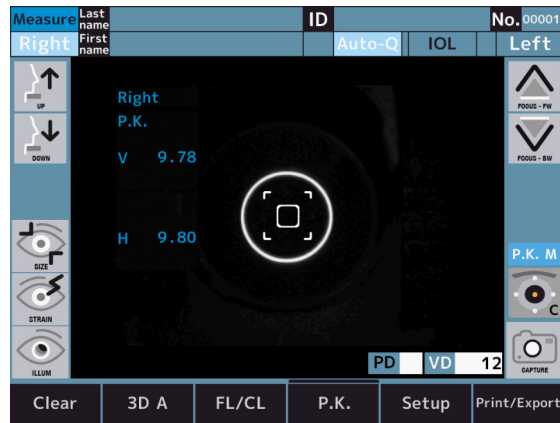 Measure Last name ID No. 00001
Right First name Auto-Q IOL Left
UP
DOWN
SIZE
STRAIN
ILLUM
Right
P.K.
V 9.78
H 9.80
FOCUS - FW
FOCUS - BW
P.K. M
C
CAPTURE
PD VD 12
Clear 3D A FL/CL P.K. Setup Print/Export